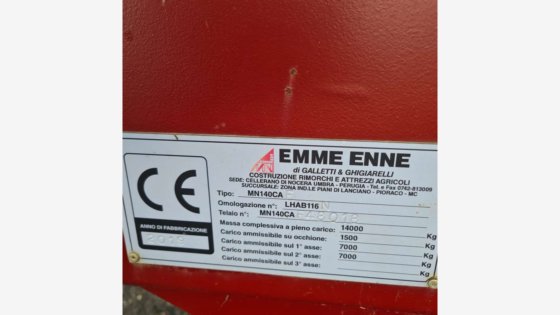 EMME ENNE
di GALLETTI & GHIGIARELLI
COSTRUZIONE RIMORCHI E ATTREZZI AGRICOLI
SEDE: CELLERANO DI NOCERA UMBRA - PERUGIA - Tel. e Fax 0742-813009
SUCCURSALE: ZONA IND.LE PIANI DI LANCIANO - PIORACO - MC
CE
ANNO DI FABBRICAZIONE
Tipo: MN140CA
Omologazione n° LHAB116
Telaio n° MN140CA
Massa complessiva a pieno carico: 14000 Kg
Carico ammissibile su occhione: 1500 Kg
Carico ammissibile sul 1° asse: 7000 Kg
Carico ammissibile sul 2° asse: 7000 Kg
Carico ammissibile sul 3° asse: Kg